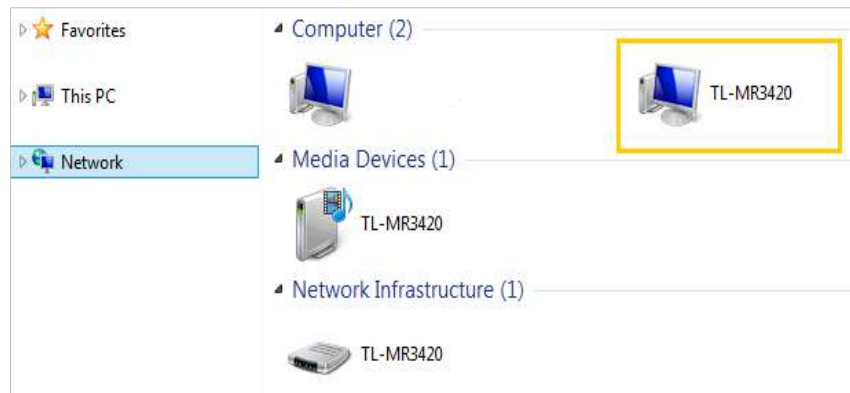 Favorites
This PC
Network
Computer (2)
TL-MR3420
Media Devices (1)
TL-MR3420
Network Infrastructure (1)
TL-MR3420